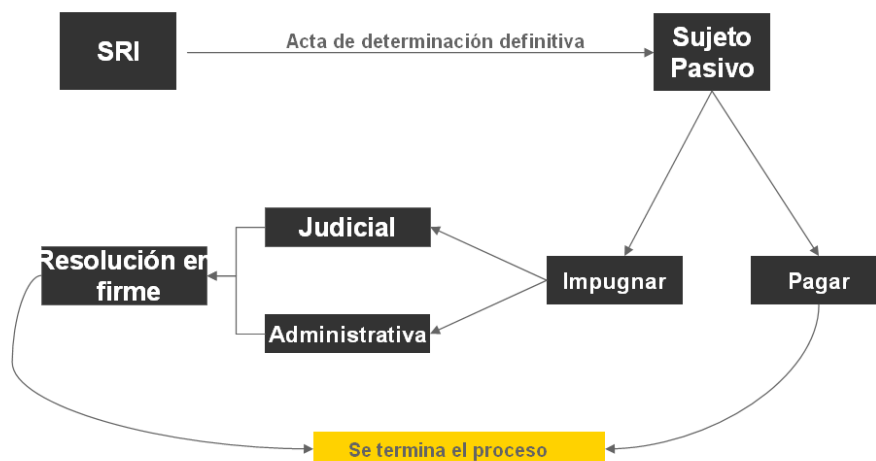 SRI
Acta de determinación definitiva
Sujeto
Pasivo
Judicial
Resolución en
firme
Impugnar
Pagar
Administrativa
Se termina el proceso